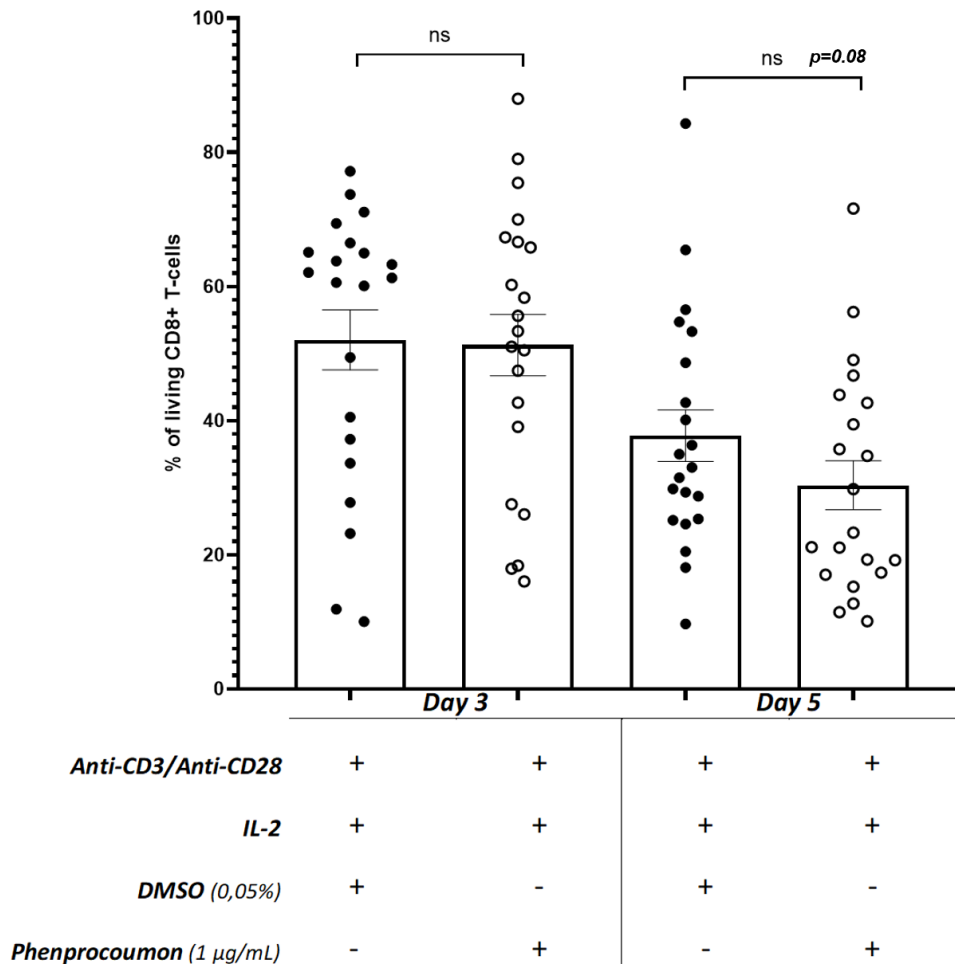 100
ns
ns p=0.08
80
60
% of living CD8+ T-cells
40
20
0
Day 3 Day 5
Anti-CD3/Anti-CD28 + + + +
IL-2 + + + +
DMSO (0,05%) + - + -
Phenprocoumon (1 µg/mL) - + - +